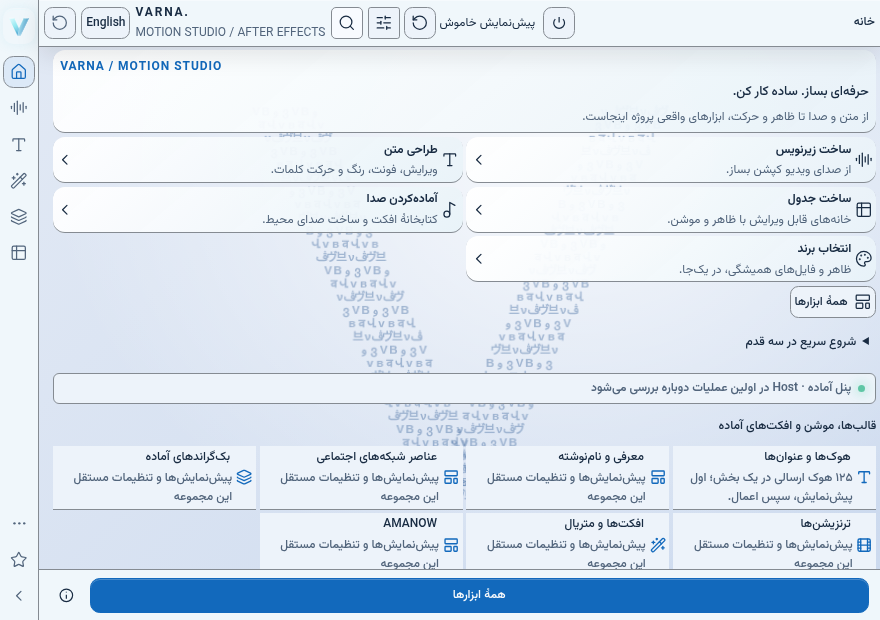 خانه
پیش‌نمایش خاموش
English
VARNA.
MOTION STUDIO / AFTER EFFECTS
VARNA / MOTION STUDIO
حرفه‌ای بساز. ساده کار کن.
از متن و صدا تا ظاهر و حرکت، ابزارهای واقعی پروژه اینجاست.
ساخت زیرنویس
از صدای ویدیو کپشن بساز.
طراحی متن
ویرایش، فونت، رنگ و حرکت کلمات.
ساخت جدول
خانه‌های قابل ویرایش با ظاهر و موشن.
آماده‌کردن صدا
کتابخانهٔ افکت و ساخت صدای محیط.
انتخاب برند
ظاهر و فایل‌های همیشگی، در یک‌جا.
همهٔ ابزارها
شروع سریع در سه قدم
پنل آماده · Host در اولین عملیات دوباره بررسی می‌شود
قالب‌ها، موشن و افکت‌های آماده
هوک‌ها و عنوان‌ها
۱۲۵ هوک ارسالی در یک بخش؛ اول
پیش‌نمایش، سپس اعمال.
معرفی و نام‌نوشته
پیش‌نمایش‌ها و تنظیمات مستقل
این مجموعه
عناصر شبکه‌های اجتماعی
پیش‌نمایش‌ها و تنظیمات مستقل
این مجموعه
بک‌گراندهای آماده
پیش‌نمایش‌ها و تنظیمات مستقل
این مجموعه
ترنزیشن‌ها
پیش‌نمایش‌ها و تنظیمات مستقل
این مجموعه
افکت‌ها و متریال
پیش‌نمایش‌ها و تنظیمات مستقل
این مجموعه
AMANOW
پیش‌نمایش‌ها و تنظیمات مستقل
این مجموعه
همهٔ ابزارها